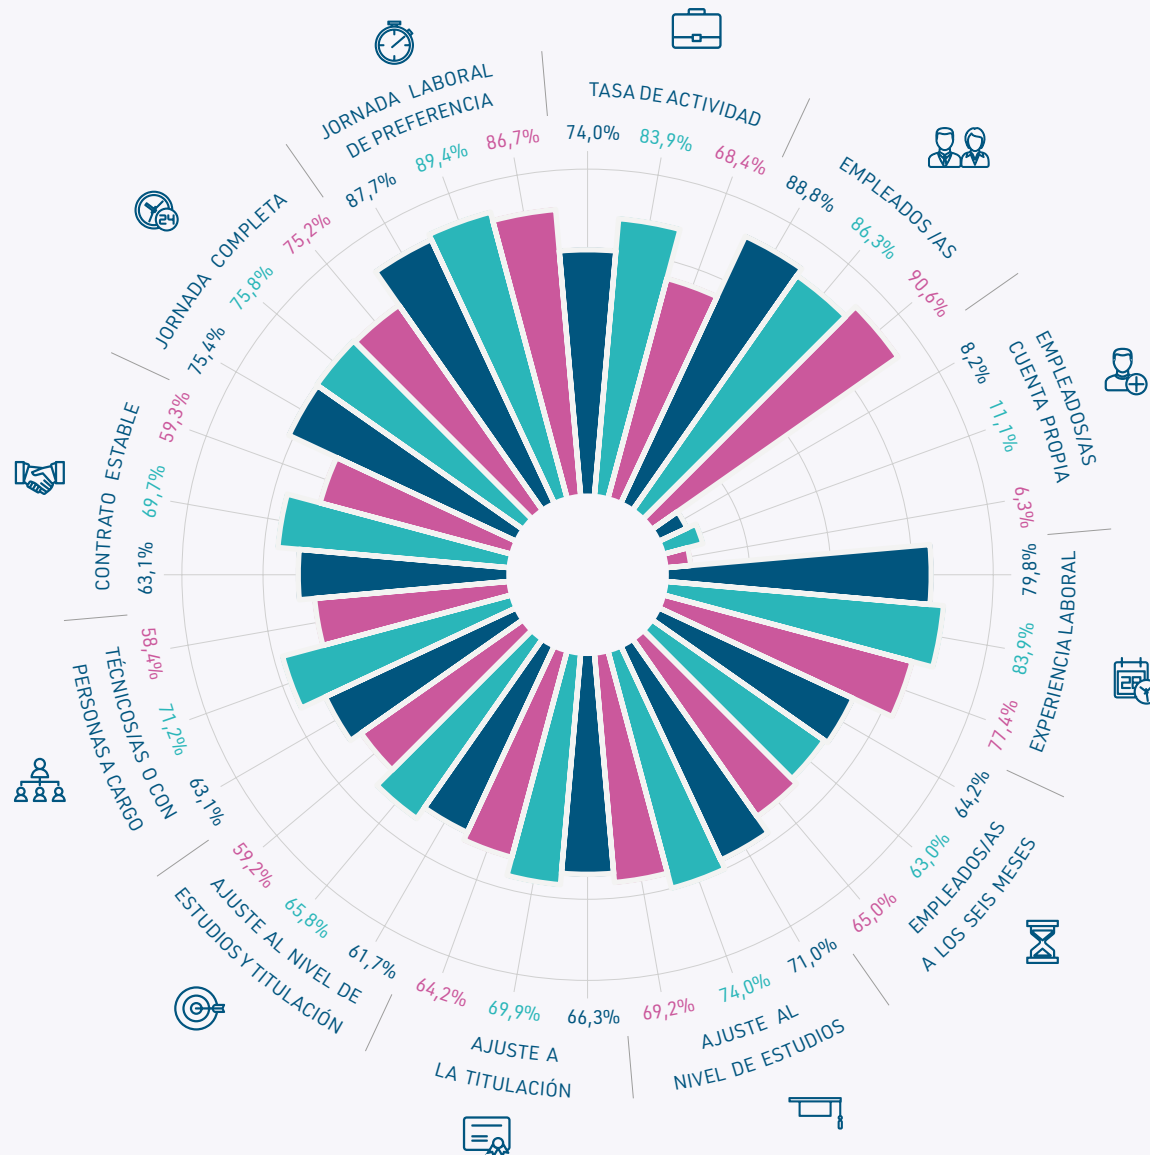 TASA DE ACTIVIDAD
74,0%
83,9%
68,4%
EMPLEADOS/AS
88,8%
86,3%
90,6%
EMPLEADOS/AS
CUENTA PROPIA
8,2%
11,1%
6,3%
EXPERIENCIA LABORAL
79,8%
83,9%
77,4%
EMPLEADOS/AS
A LOS SEIS MESES
64,2%
63,0%
65,0%
AJUSTE AL
NIVEL DE ESTUDIOS
71,0%
74,0%
69,2%
AJUSTE A
LA TITULACIÓN
66,3%
69,9%
64,2%
AJUSTE AL NIVEL DE
ESTUDIOS Y TITULACIÓN
61,7%
65,8%
59,2%
TÉCNICOS/AS O CON
PERSONAS A CARGO
63,1%
71,2%
58,4%
CONTRATO ESTABLE
63,1%
69,7%
59,3%
JORNADA COMPLETA
75,4%
75,8%
75,2%
24
JORNADA LABORAL
DE PREFERENCIA
87,7%
89,4%
86,7%